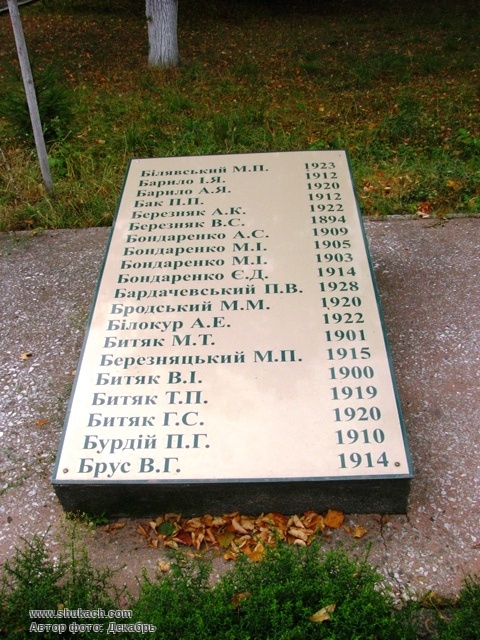 Білявський М.П. 1923
Барило І.Я. 1912
Барило А.Я. 1920
Бак П.П. 1912
Березняк А.К. 1922
Березняк В.С. 1894
Бондаренко А.С. 1909
Бондаренко М.І. 1905
Бондаренко М.І. 1903
Бондаренко Є.Д. 1914
Бардачевський П.В. 1928
Бродський М.М. 1920
Білокур А.Е. 1922
Битяк М.Т. 1901
Березняцький М.П. 1915
Битяк В.І. 1900
Битяк Т.П. 1919
Битяк Г.С. 1920
Бурдій П.Г. 1910
Брус В.Г. 1914
www.shukach.com
Автор фото: Декабрь